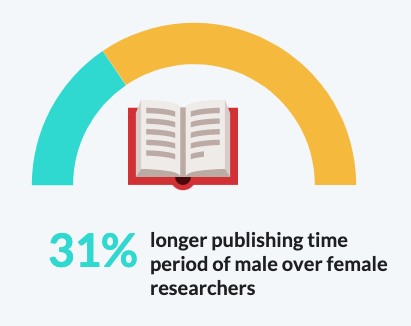 31%
longer publishing time
period of male over female
researchers